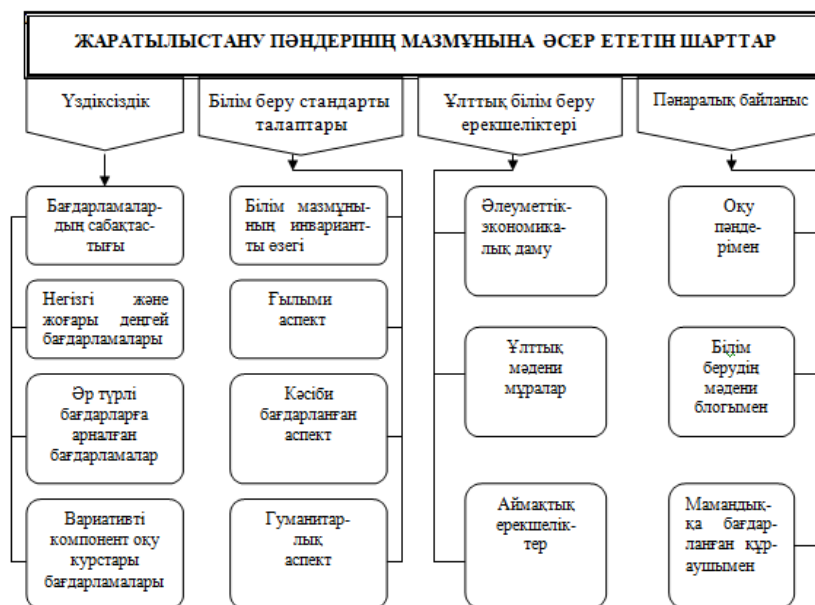 ЖАРАТЫЛЫСТАНУ ПӘНДЕРІНІҢ МАЗМҰНЫНА ӘСЕР ЕТЕТІН ШАРТТАР
Үздіксіздік
Білім беру стандарты
талаптары
Ұлттық білім беру
ерекшеліктері
Пәнаралық байланыс
Бағдарламалар-
дың сабақтас-
тығы
Негізгі және
жоғары деңгей
бағдарламалары
Әр түрлі
бағдарларға
арналған
бағдарламалар
Вариативті
компонент оқу
курстары
бағдарламалары
Білім мазмұны-
ның инвариант-
ты өзегі
Ғылыми
аспект
Кәсіби
бағдарланған
аспект
Гуманитар-
лық
аспект
Әлеуметтік-
экономика-
лық даму
Ұлттық
мәдени
мұралар
Аймақтық
ерекшелік-
тер
Оқу
пәнде-
рімен
Білім
берудің
мәдени
блогымен
Мамандық-
қа бағдар-
ланған құр-
аушымен